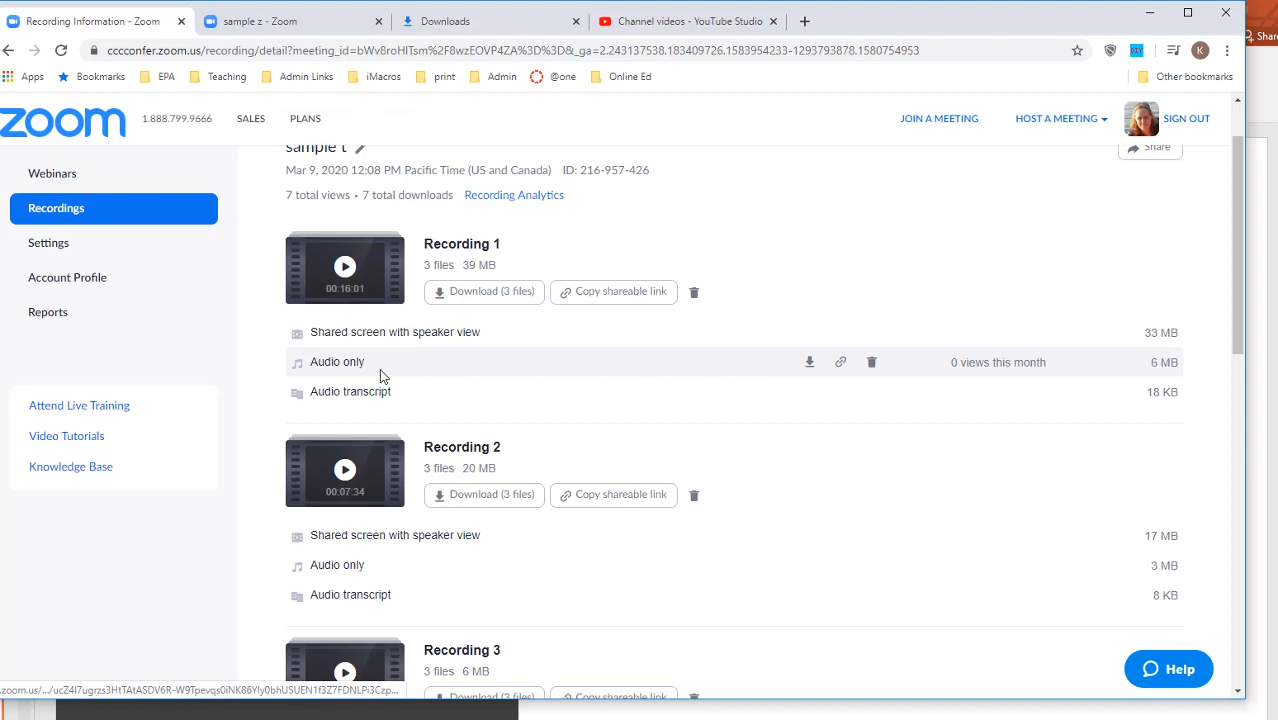 Recording Information - Zoom
sample z - Zoom
Downloads
Channel videos - YouTube Studio
cccconfer.zoom.us/recording/detail?meeting_id=bWv8roHITsm%2F8wzEOVP4ZA%3D%3D&_ga=2.243137538.183409726.1583954233-1293793878.1580754953
K
Apps
Bookmarks
EPA
Teaching
Admin Links
iMacros
print
Admin
@one
Online Ed
Other bookmarks
Share
zoom
1.888.799.9666
SALES
PLANS
JOIN A MEETING
HOST A MEETING
SIGN OUT
Webinars
Recordings
Settings
Account Profile
Reports
Attend Live Training
Video Tutorials
Knowledge Base
sample t
Share
Mar 9, 2020 12:08 PM Pacific Time (US and Canada) ID: 216-957-426
7 total views • 7 total downloads Recording Analytics
Recording 1
3 files 39 MB
00:16:01
Download (3 files) Copy shareable link
Shared screen with speaker view 33 MB
Audio only 0 views this month 6 MB
Audio transcript 18 KB
Recording 2
3 files 20 MB
00:07:34
Download (3 files) Copy shareable link
Shared screen with speaker view 17 MB
Audio only 3 MB
Audio transcript 8 KB
Recording 3
3 files 6 MB
Download (3 files) Copy shareable link
Help